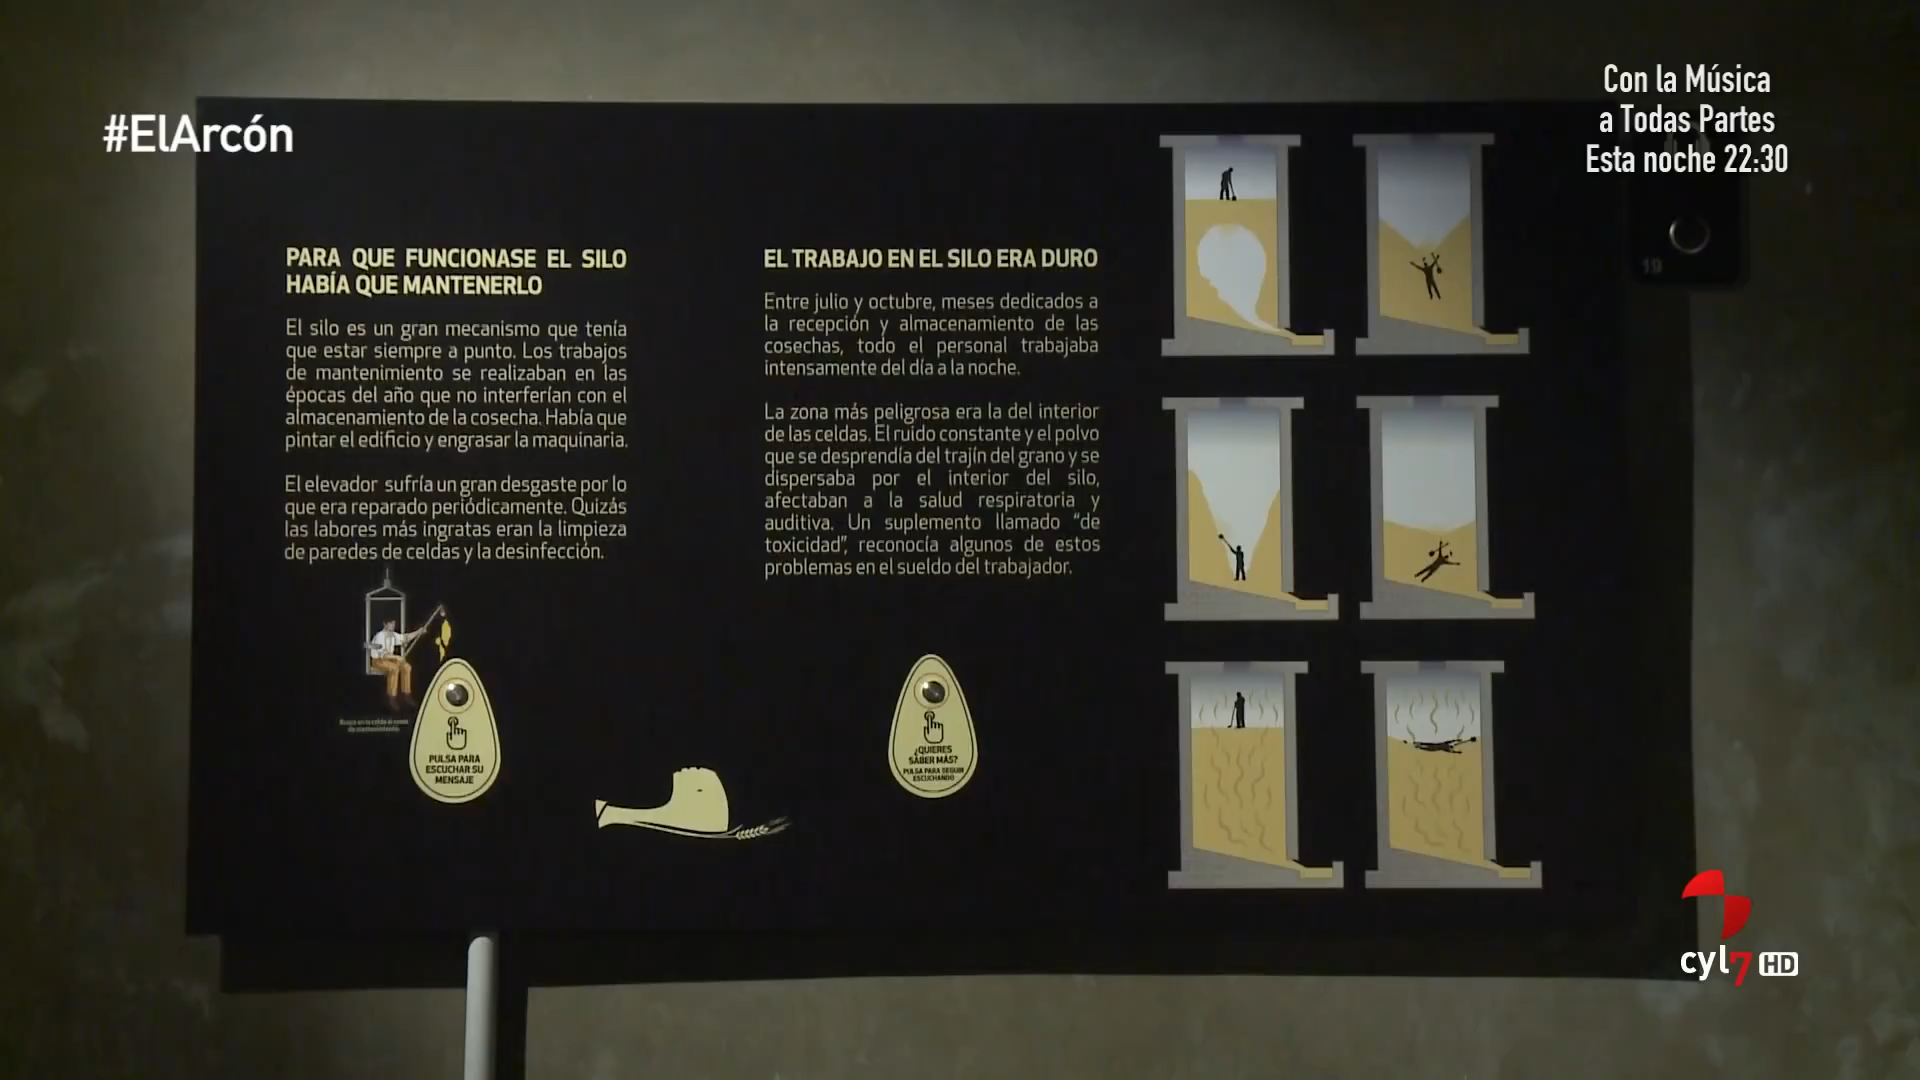 #ElArcón
Con la Música
a Todas Partes
Esta noche 22:30
PARA QUE FUNCIONASE EL SILO
HABÍA QUE MANTENERLO
El silo es un gran mecanismo que tenía
que estar siempre a punto. Los trabajos
de mantenimiento se realizaban en las
épocas del año que no interferían con el
almacenamiento de la cosecha. Había que
pintar el edificio y engrasar la maquinaria.
El elevador sufría un gran desgaste por lo
que era reparado periódicamente. Quizás
las labores más ingratas eran la limpieza
de paredes de celdas y la desinfección.
EL TRABAJO EN EL SILO ERA DURO
Entre julio y octubre, meses dedicados a
la recepción y almacenamiento de las
cosechas, todo el personal trabajaba
intensamente del día a la noche.
La zona más peligrosa era la del interior
de las celdas. El ruido constante y el polvo
que se desprendía del trajín del grano y se
dispersaba por el interior del silo,
afectaban a la salud respiratoria y
auditiva. Un suplemento llamado “de
toxicidad”, reconocía algunos de estos
problemas en el sueldo del trabajador.
PULSA PARA
ESCUCHAR SU
MENSAJE
¿QUIERES
SABER MÁS?
PULSA PARA SEGUIR
ESCUCHANDO
19
cyl7 HD